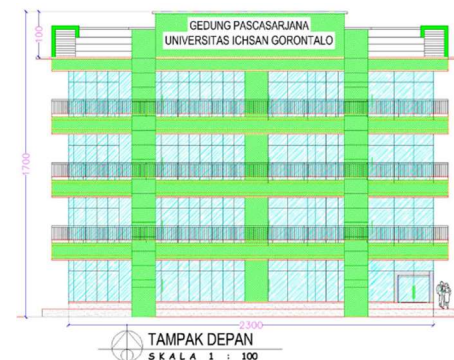 GEDUNG PASCASARJANA
UNIVERSITAS ICHSAN GORONTALO
100
1700
2300
TAMPAK DEPAN
SKALA 1 : 100